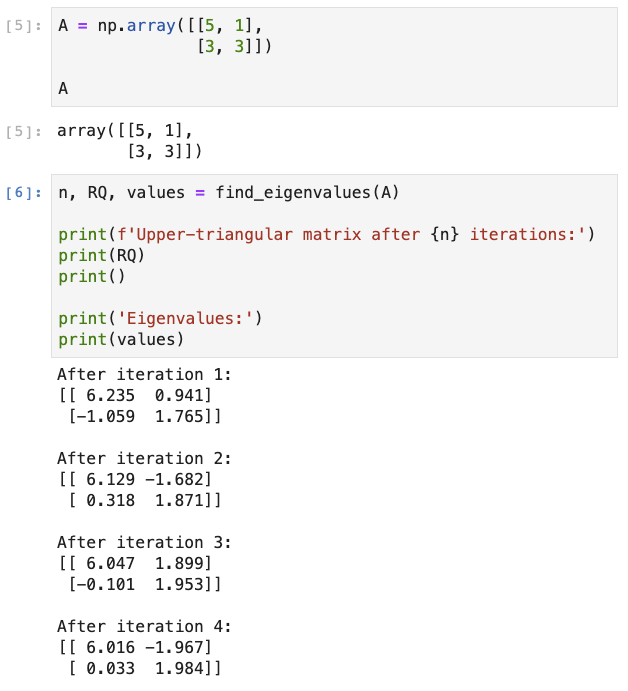 [5]: A = np.array([[5, 1],
              [3, 3]])

A
[5]: array([[5, 1],
       [3, 3]])
[6]: n, RQ, values = find_eigenvalues(A)

print(f'Upper-triangular matrix after {n} iterations:')
print(RQ)
print()

print('Eigenvalues:')
print(values)
After iteration 1:
[[ 6.235  0.941]
 [-1.059  1.765]]

After iteration 2:
[[ 6.129 -1.682]
 [ 0.318  1.871]]

After iteration 3:
[[ 6.047  1.899]
 [-0.101  1.953]]

After iteration 4:
[[ 6.016 -1.967]
 [ 0.033  1.984]]